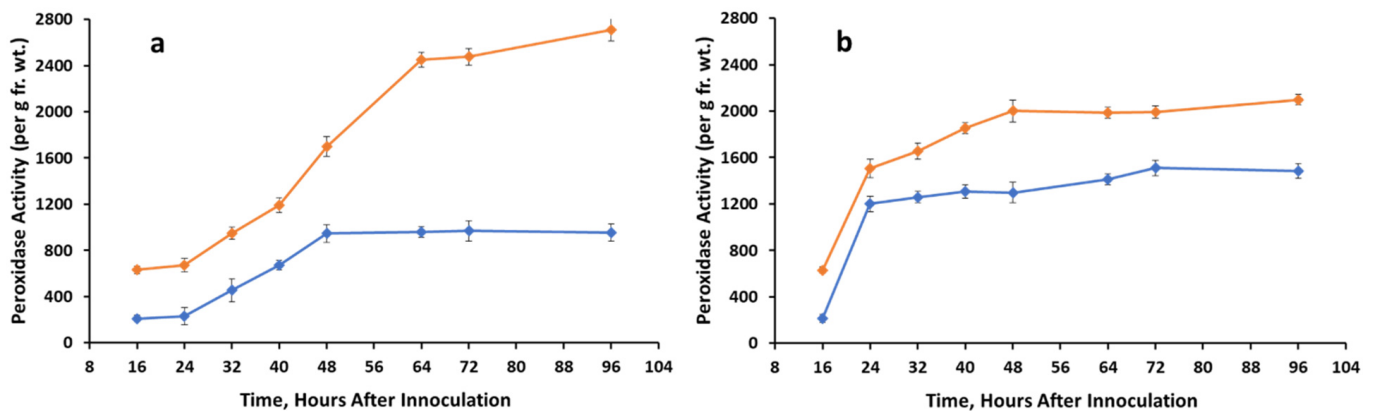 a
2800
2400
2000
1600
1200
800
400
0
Peroxidase Activity (per g fr. wt.)
8 16 24 32 40 48 56 64 72 80 88 96 104
Time, Hours After Innoculation
b
2800
2400
2000
1600
1200
800
400
0
Peroxidase Activity (per g fr. wt.)
8 16 24 32 40 48 56 64 72 80 88 96 104
Time, Hours After Innoculation